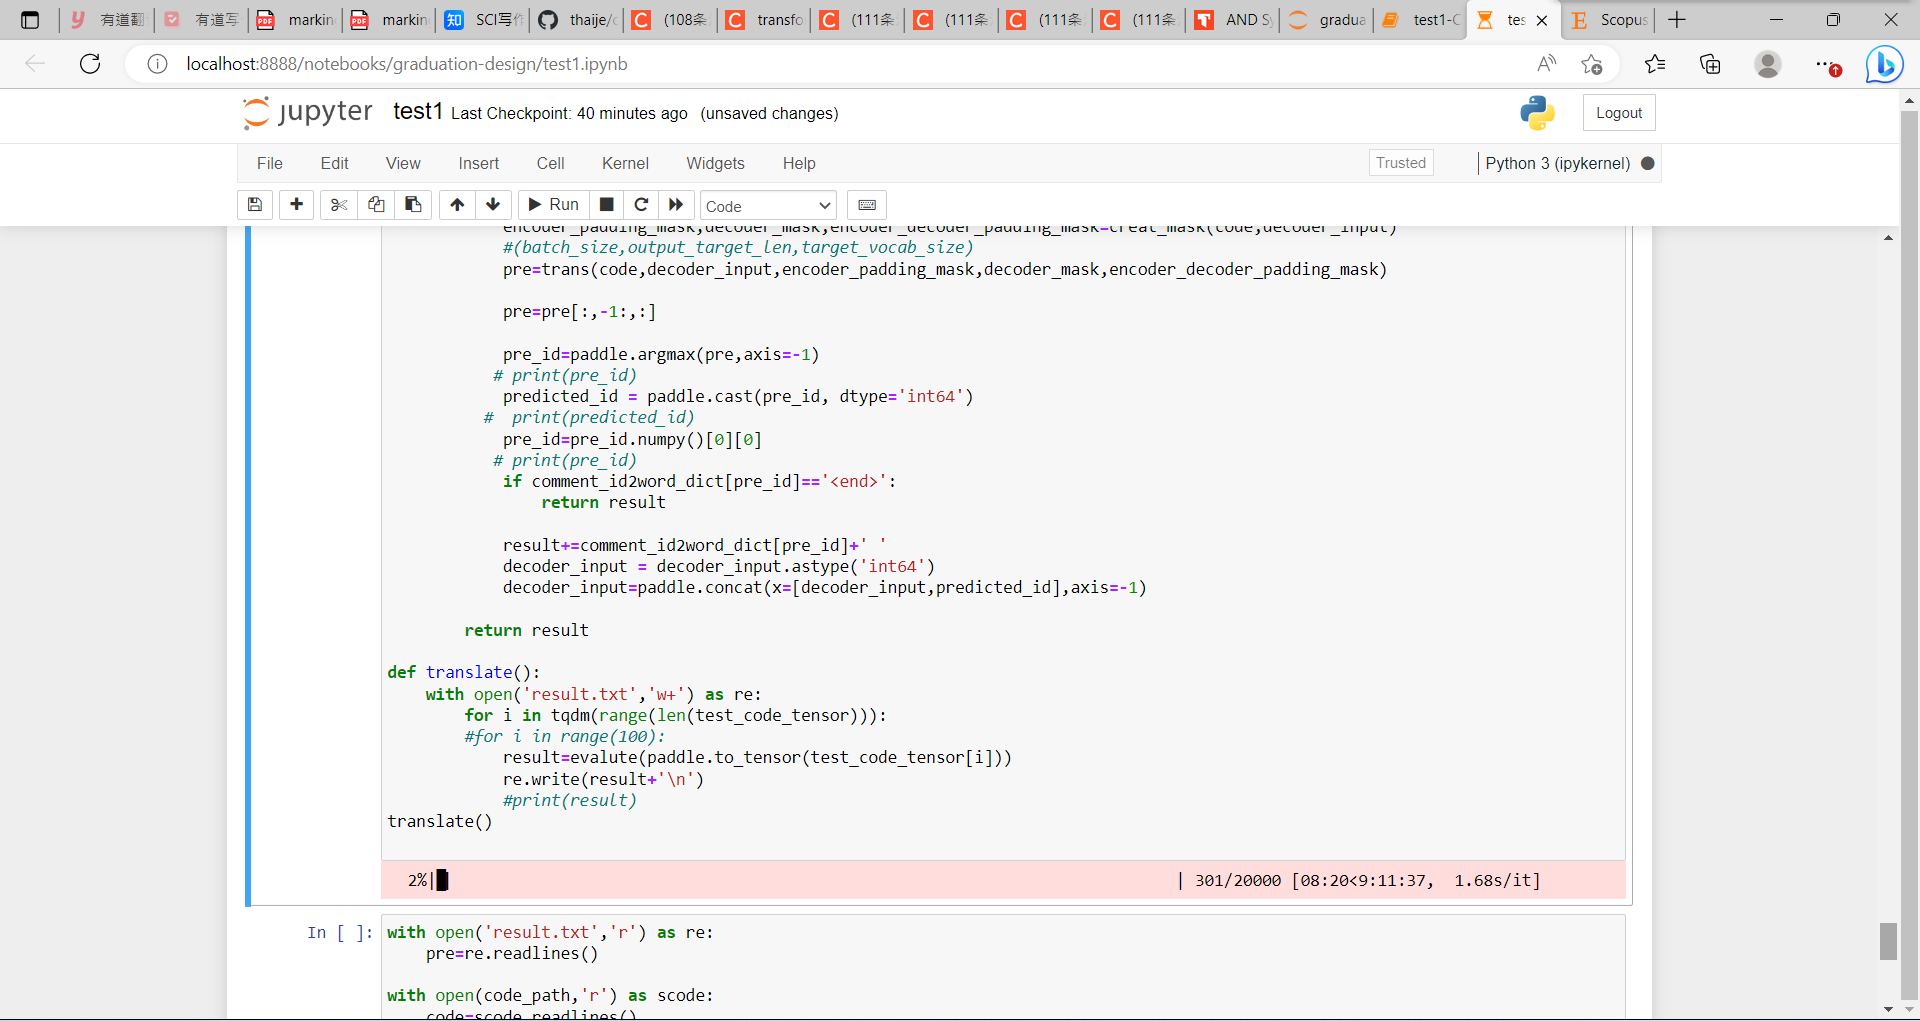 有道翻
有道写
markin
markin
SCI写作
thaije/c
(108条
transfo
(111条
(111条
(111条
(111条
AND Sy
gradua
test1-C
tes
Scopus
localhost:8888/notebooks/graduation-design/test1.ipynb
jupyter test1 Last Checkpoint: 40 minutes ago (unsaved changes)
Logout
File Edit View Insert Cell Kernel Widgets Help
Trusted
Python 3 (ipykernel)
Run
Code
encoder_padding_mask,decoder_mask,encoder_decoder_padding_mask=creat_mask(code,decoder_input)
#(batch_size,output_target_len,target_vocab_size)
pre=trans(code,decoder_input,encoder_padding_mask,decoder_mask,encoder_decoder_padding_mask)
pre=pre[:,-1:,:]
pre_id=paddle.argmax(pre,axis=-1)
# print(pre_id)
predicted_id = paddle.cast(pre_id, dtype='int64')
#  print(predicted_id)
pre_id=pre_id.numpy()[0][0]
# print(pre_id)
if comment_id2word_dict[pre_id]=='<end>':
return result
result+=comment_id2word_dict[pre_id]+' '
decoder_input = decoder_input.astype('int64')
decoder_input=paddle.concat(x=[decoder_input,predicted_id],axis=-1)
return result
def translate():
with open('result.txt','w+') as re:
for i in tqdm(range(len(test_code_tensor))):
#for i in range(100):
result=evalute(paddle.to_tensor(test_code_tensor[i]))
re.write(result+'\n')
#print(result)
translate()
2%| | 301/20000 [08:20<9:11:37, 1.68s/it]
In [ ]: with open('result.txt','r') as re:
pre=re.readlines()
with open(code_path,'r') as scode:
code=scode.readlines()